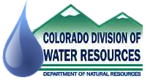 COLORADO DIVISION OF
WATER RESOURCES
DEPARTMENT OF NATURAL RESOURCES